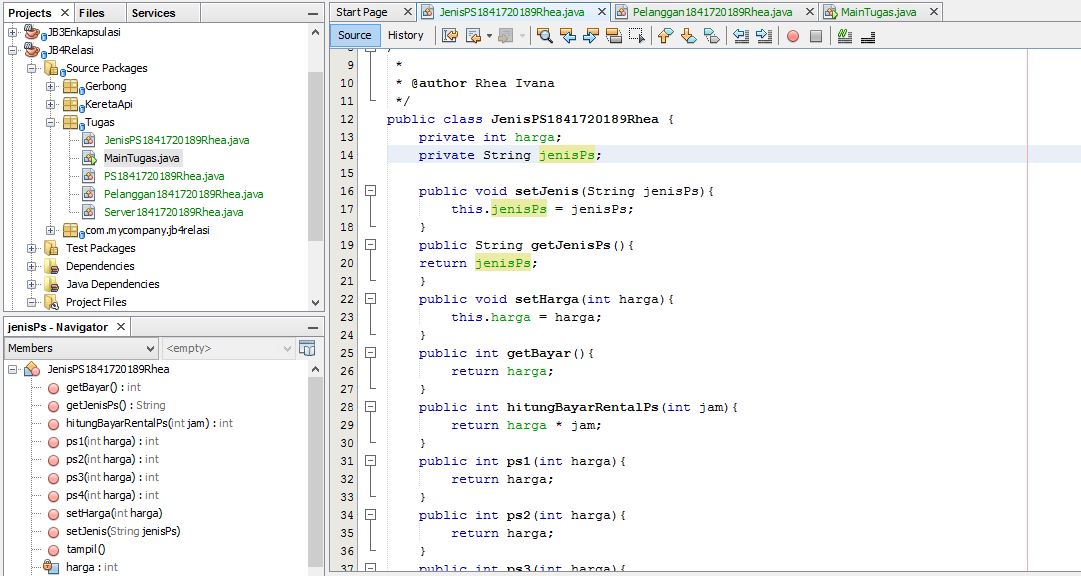 Projects Files Services
JB3Enkapsulasi
JB4Relasi
Source Packages
Gerbong
KeretaApi
Tugas
JenisPS1841720189Rhea.java
MainTugas.java
PS1841720189Rhea.java
Pelanggan1841720189Rhea.java
Server1841720189Rhea.java
com.mycompany.jb4relasi
Test Packages
Dependencies
Java Dependencies
Project Files
jenisPs - Navigator
Members <empty>
JenisPS1841720189Rhea
getBayar() : int
getJenisPs() : String
hitungBayarRentalPs(int jam) : int
ps1(int harga) : int
ps2(int harga) : int
ps3(int harga) : int
ps4(int harga) : int
setHarga(int harga)
setJenis(String jenisPs)
tampil()
harga : int
Start Page JenisPS1841720189Rhea.java Pelanggan1841720189Rhea.java MainTugas.java
Source History
9 *
10 * @author Rhea Ivana
11 */
12 public class JenisPS1841720189Rhea {
13 private int harga;
14 private String jenisPs;
15
16 public void setJenis(String jenisPs){
17 this.jenisPs = jenisPs;
18 }
19 public String getJenisPs(){
20 return jenisPs;
21 }
22 public void setHarga(int harga){
23 this.harga = harga;
24 }
25 public int getBayar(){
26 return harga;
27 }
28 public int hitungBayarRentalPs(int jam){
29 return harga * jam;
30 }
31 public int ps1(int harga){
32 return harga;
33 }
34 public int ps2(int harga){
35 return harga;
36 }
37 public int ps3(int harga){